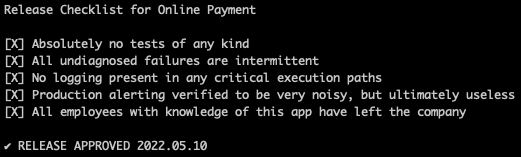 Release Checklist for Online Payment
[X] Absolutely no tests of any kind
[X] All undiagnosed failures are intermittent
[X] No logging present in any critical execution paths
[X] Production alerting verified to be very noisy, but ultimately useless
[X] All employees with knowledge of this app have left the company
✔ RELEASE APPROVED 2022.05.10